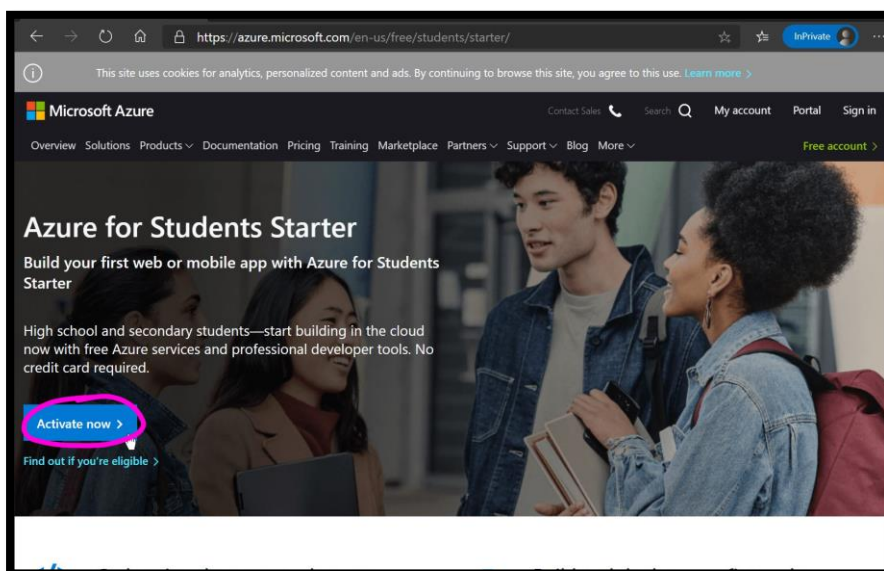 https://azure.microsoft.com/en-us/free/students/starter/
InPrivate
This site uses cookies for analytics, personalized content and ads. By continuing to browse this site, you agree to this use. Learn more >
Microsoft Azure
Contact Sales
Search
My account
Portal
Sign in
Overview Solutions Products Documentation Pricing Training Marketplace Partners Support Blog More
Free account >
Azure for Students Starter
Build your first web or mobile app with Azure for Students
Starter
High school and secondary students—start building in the cloud
now with free Azure services and professional developer tools. No
credit card required.
Activate now >
Find out if you're eligible >